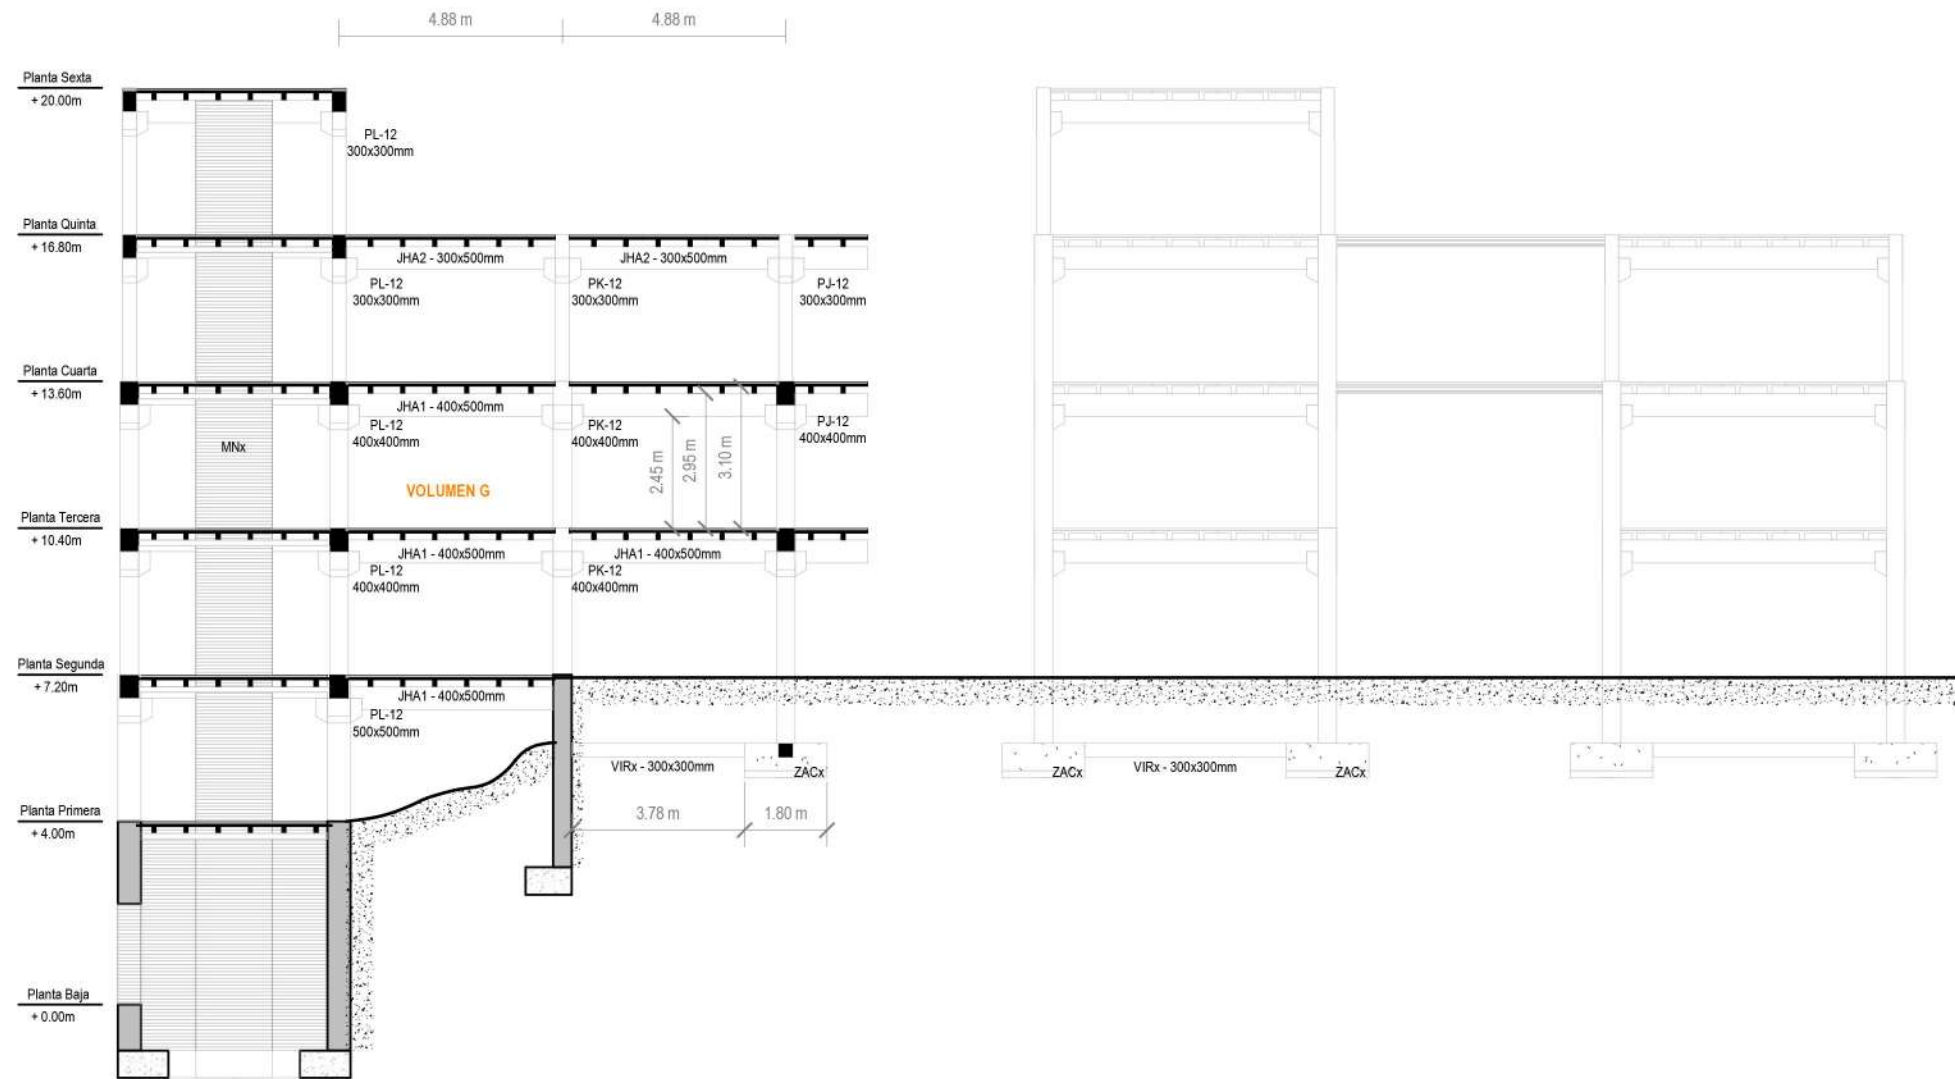 4.88 m 4.88 m
Planta Sexta
+ 20.00m
PL-12
300x300mm
Planta Quinta
+ 16.80m
JHA2 - 300x500mm JHA2 - 300x500mm
PL-12 PK-12 PJ-12
300x300mm 300x300mm 300x300mm
Planta Cuarta
+ 13.60m
JHA1 - 400x500mm
PL-12 PK-12 PJ-12
400x400mm 400x400mm 400x400mm
MNx
2.45 m 2.95 m 3.10 m
VOLUMEN G
Planta Tercera
+ 10.40m
JHA1 - 400x500mm JHA1 - 400x500mm
PL-12 PK-12
400x400mm 400x400mm
Planta Segunda
+ 7.20m
JHA1 - 400x500mm
PL-12
500x500mm
VIRx - 300x300mm ZACx ZACx VIRx - 300x300mm ZACx
Planta Primera
+ 4.00m
3.78 m 1.80 m
Planta Baja
+ 0.00m